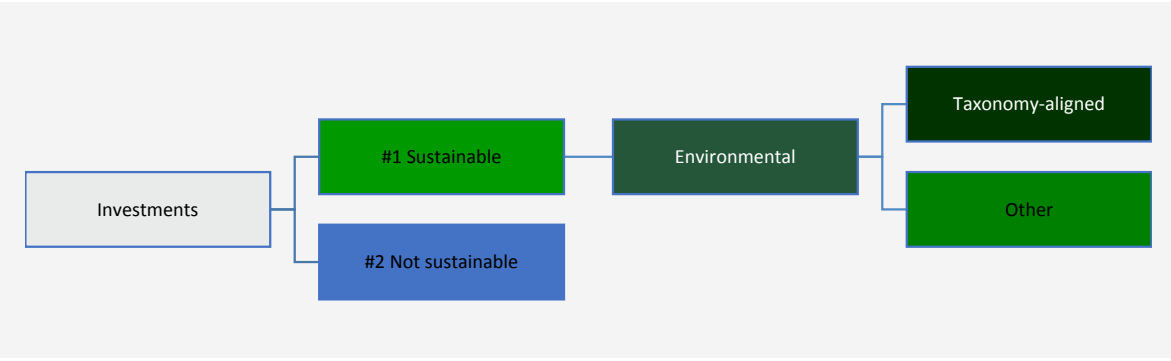 Investments
#1 Sustainable
#2 Not sustainable
Environmental
Taxonomy-aligned
Other